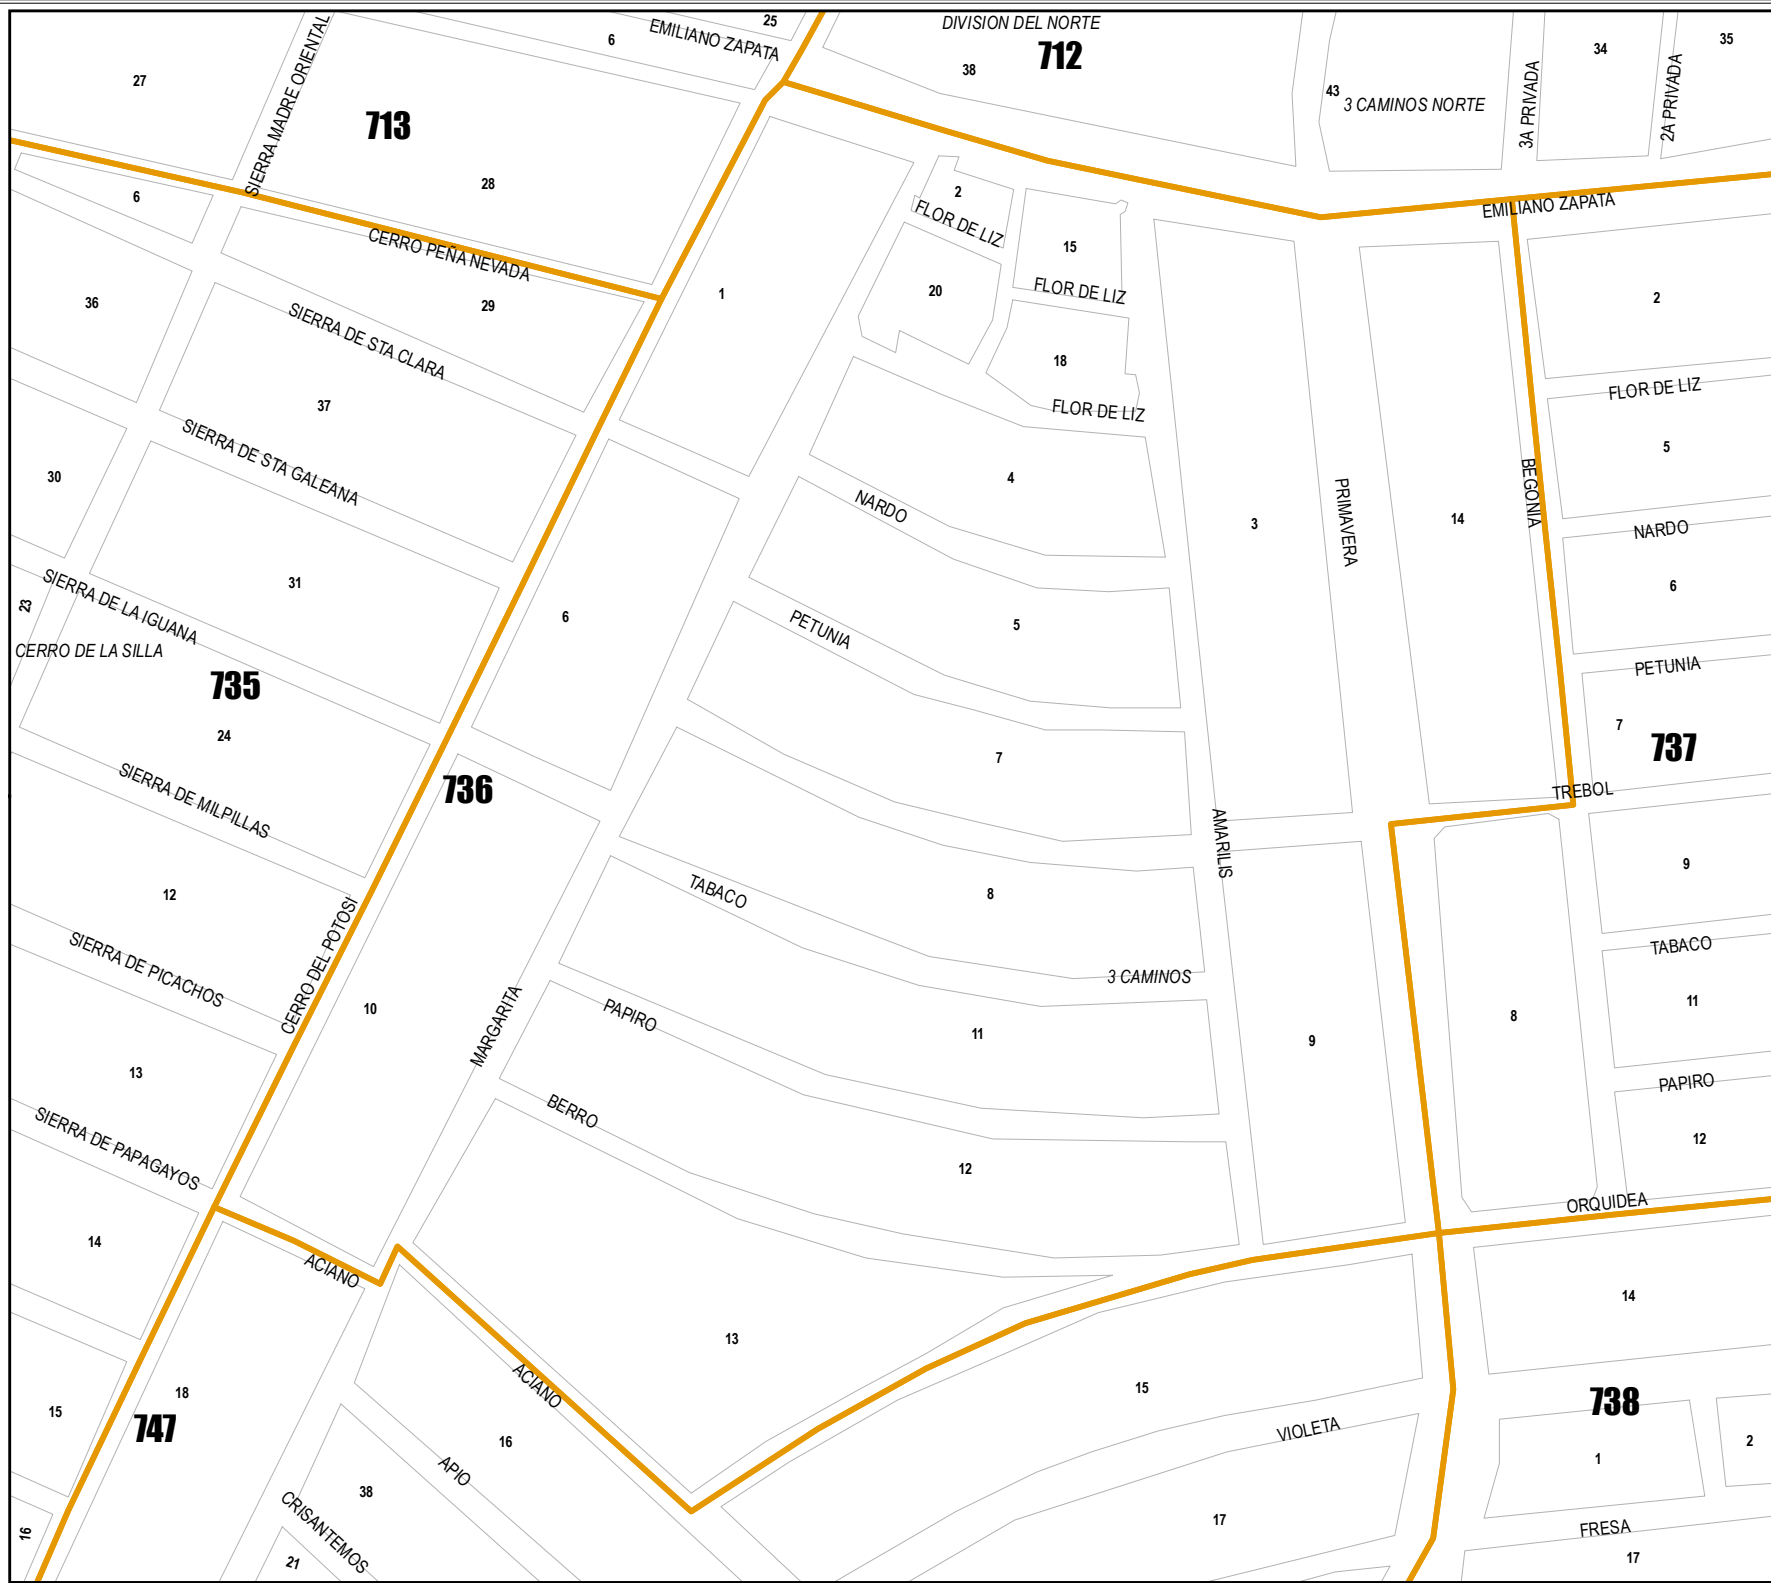 25
DIVISION DEL NORTE
EMILIANO ZAPATA
6
712
34
35
27
38
43
3 CAMINOS NORTE
3A PRIVADA
2A PRIVADA
SIERRA MADRE ORIENTAL
713
28
6
2
FLOR DE LIZ
EMILIANO ZAPATA
CERRO PEÑA NEVADA
15
36
29
1
20
FLOR DE LIZ
2
SIERRA DE STA CLARA
18
FLOR DE LIZ
37
FLOR DE LIZ
SIERRA DE STA GALEANA
5
30
4
BEGONIA
NARDO
PRIMAVERA
3
14
NARDO
31
SIERRA DE LA IGUANA
23
6
6
5
PETUNIA
CERRO DE LA SILLA
PETUNIA
735
24
7
7
737
SIERRA DE MILPILLAS
736
TREBOL
AMARILIS
12
TABACO
8
9
CERRO DEL POTOSI
SIERRA DE PICACHOS
3 CAMINOS
TABACO
10
MARGARITA
PAPIRO
11
9
8
11
13
PAPIRO
BERRO
SIERRA DE PAPAGAYOS
12
12
ORQUIDEA
14
ACIANO
14
13
ACIANO
15
18
15
738
747
VIOLETA
16
APIO
1
2
38
CRISANTEMOS
17
FRESA
16
21
17